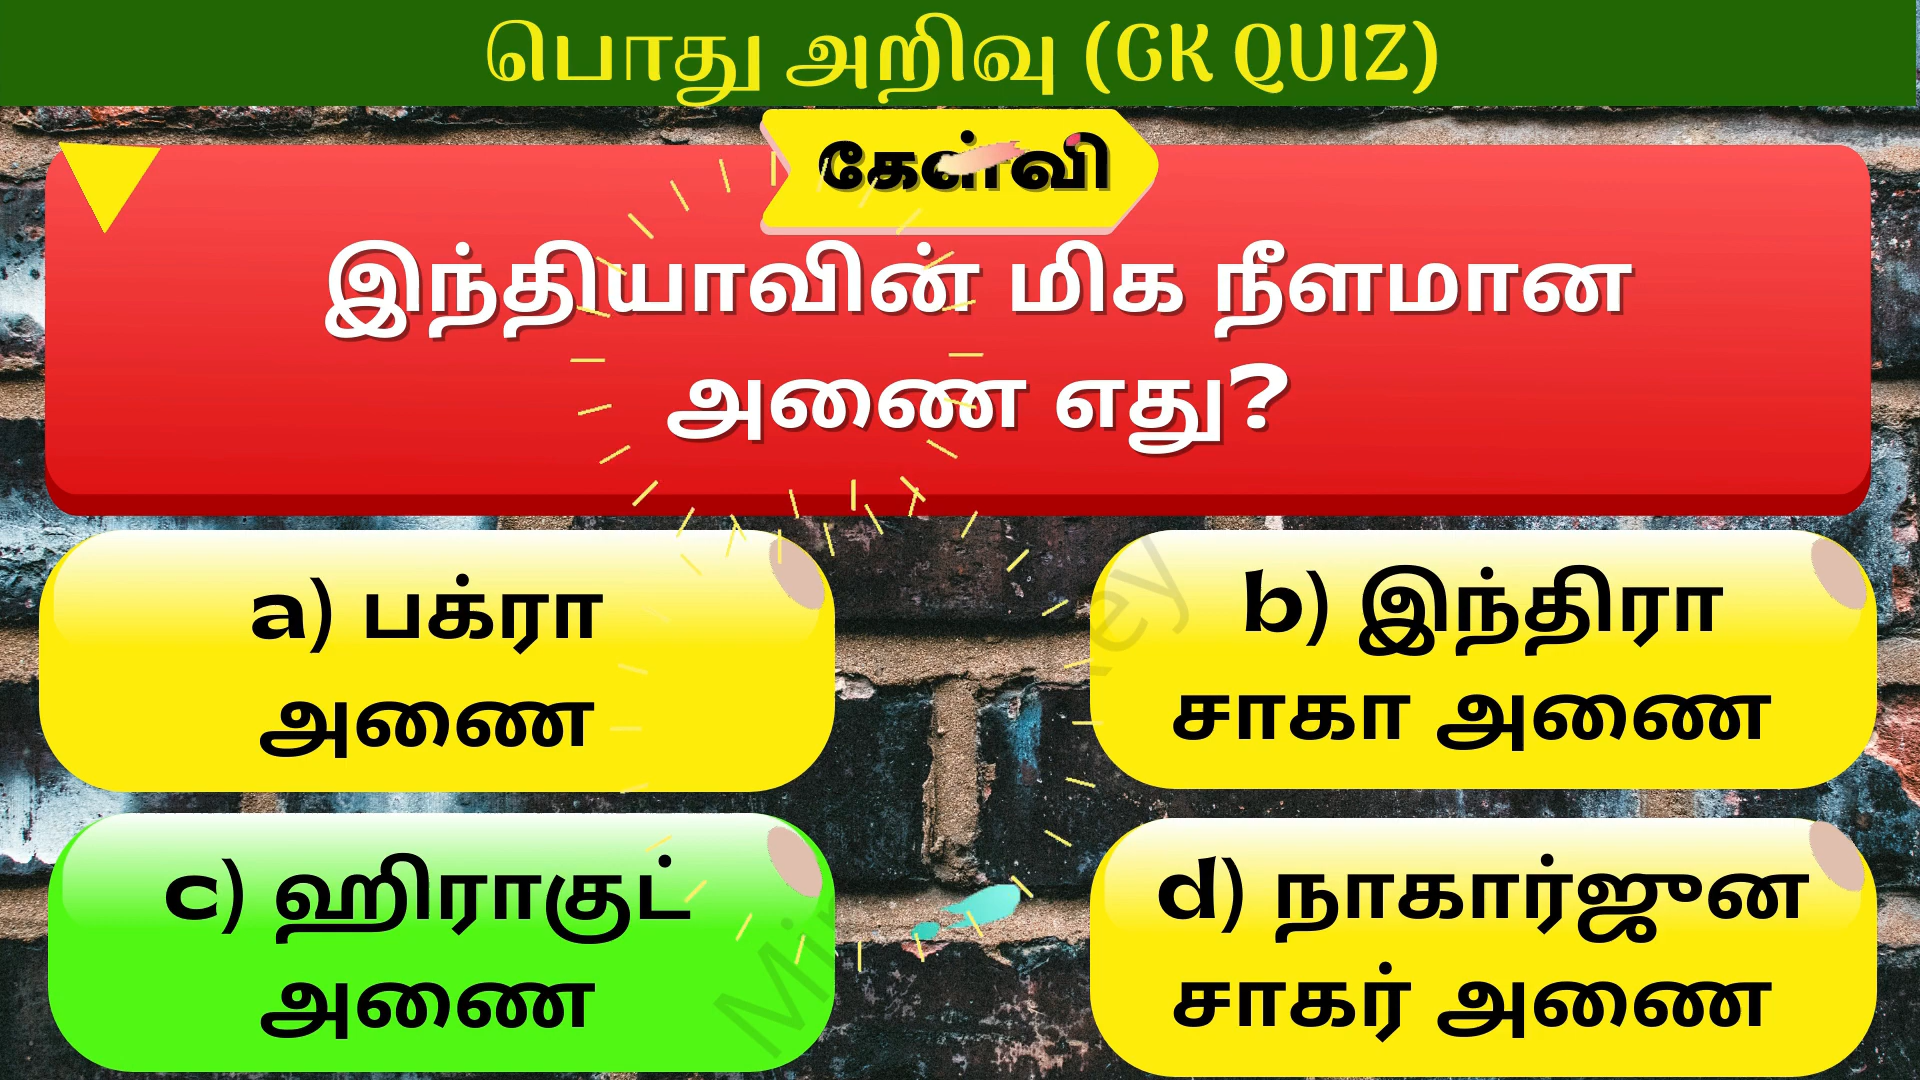 பொது அறிவு (GK QUIZ)
கேள்வி
இந்தியாவின் மிக நீளமான
அணை எது?
a) பக்ரா
அணை
b) இந்திரா
சாகா அணை
c) ஹிராகுட்
அணை
d) நாகார்ஜுன
சாகர் அணை